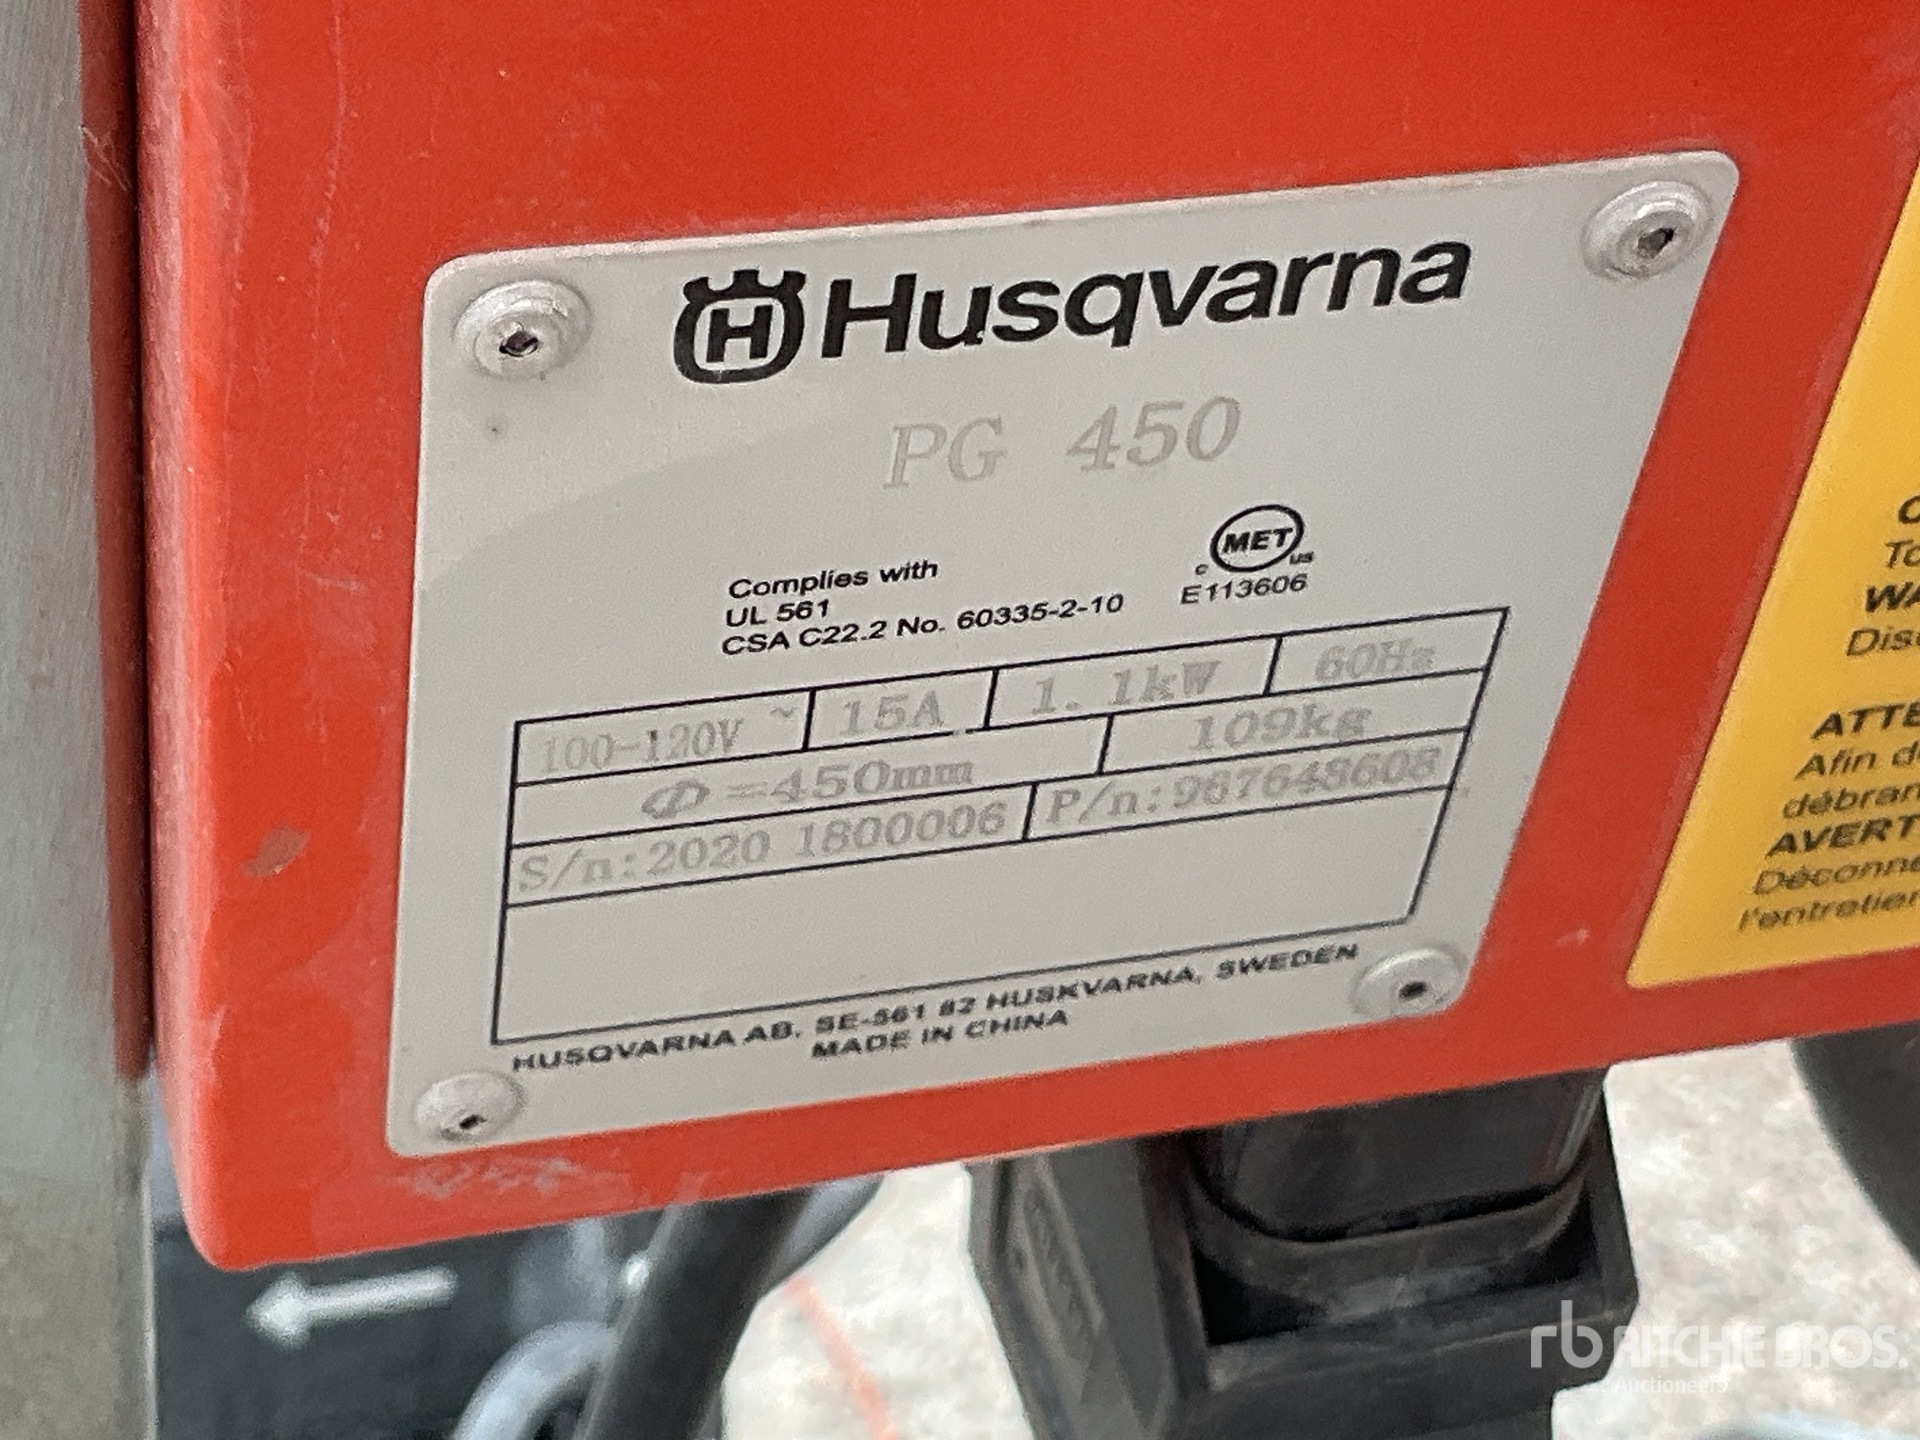 Husqvarna
PG 450
Complies with
UL 561
CSA C22.2 No. 60335-2-10
c MET us
E113606
100-120V ~ 15A 1.1kW 60Hz
Φ=450mm 109kg
S/n:2020 1800006 P/n:967648608
HUSQVARNA AB, SE-561 82 HUSKVARNA, SWEDEN
MADE IN CHINA
ATTE
Afin d
débran
AVERT
Déconne
l'entretien
WA
Dis
rb RITCHIE BROS.
Auctioneers